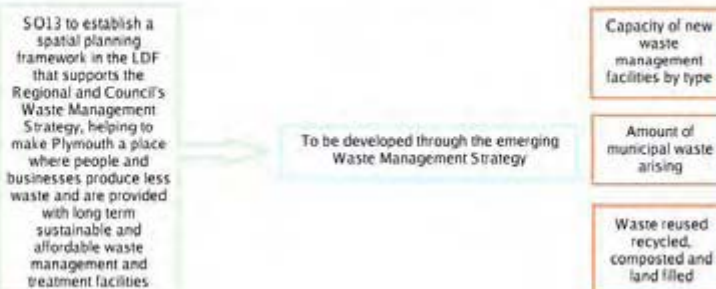 SO13 to establish a
spatial planning
framework in the LDF
that supports the
Regional and Council's
Waste Management
Strategy, helping to
make Plymouth a place
where people and
businesses produce less
waste and are provided
with long term
sustainable and
affordable waste
management and
treatment facilities
To be developed through the emerging
Waste Management Strategy
Capacity of new
waste
management
facilities by type
Amount of
municipal waste
arising
Waste reused
recycled,
composted and
land filled